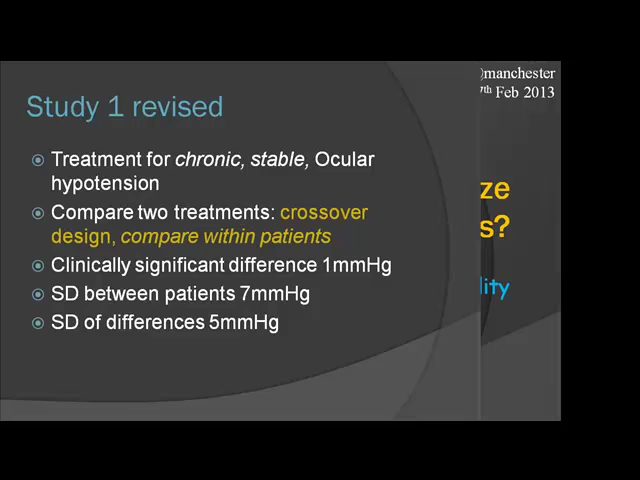 Study 1 revised
Treatment for chronic, stable, Ocular
hypotension
Compare two treatments: crossover
design, compare within patients
Clinically significant difference 1mmHg
SD between patients 7mmHg
SD of differences 5mmHg
manchester
7th Feb 2013
ze
s?
lity